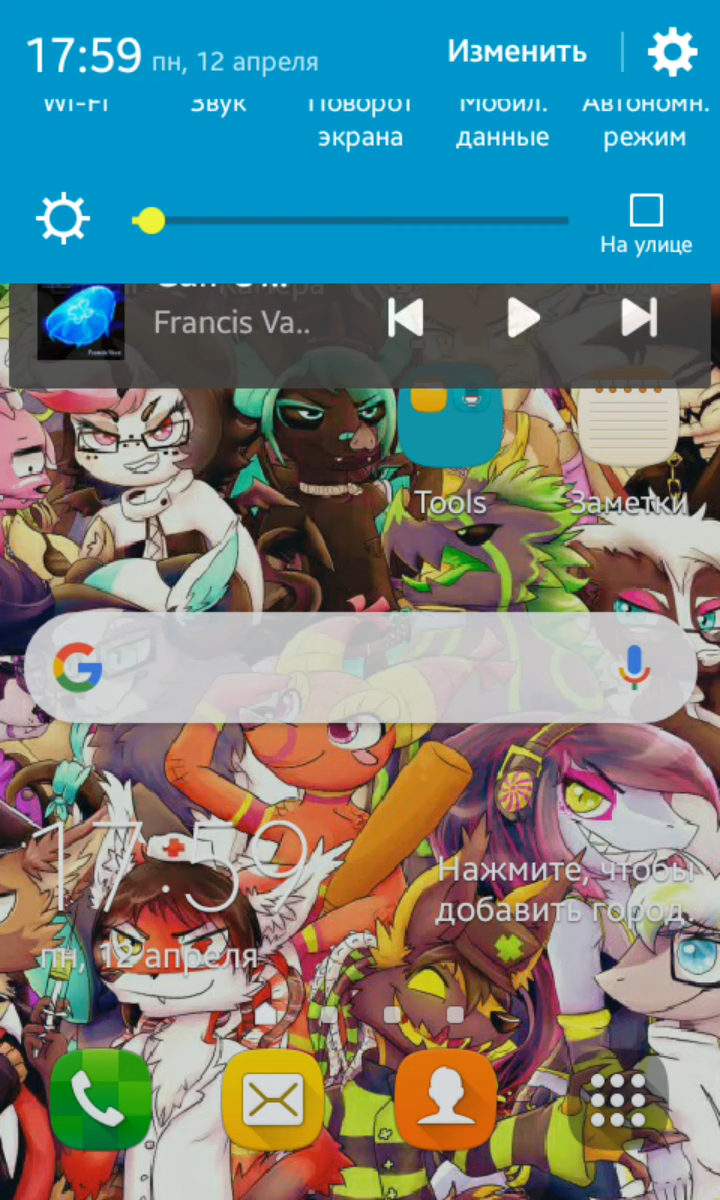 17:59 пн, 12 апреля Изменить
Wi-Fi Звук Поворот экрана Мобил. данные Автономн. режим
На улице
Francis Va..
Tools Заметки
17:59
пн, 12 апреля
Нажмите, чтобы
добавить город.